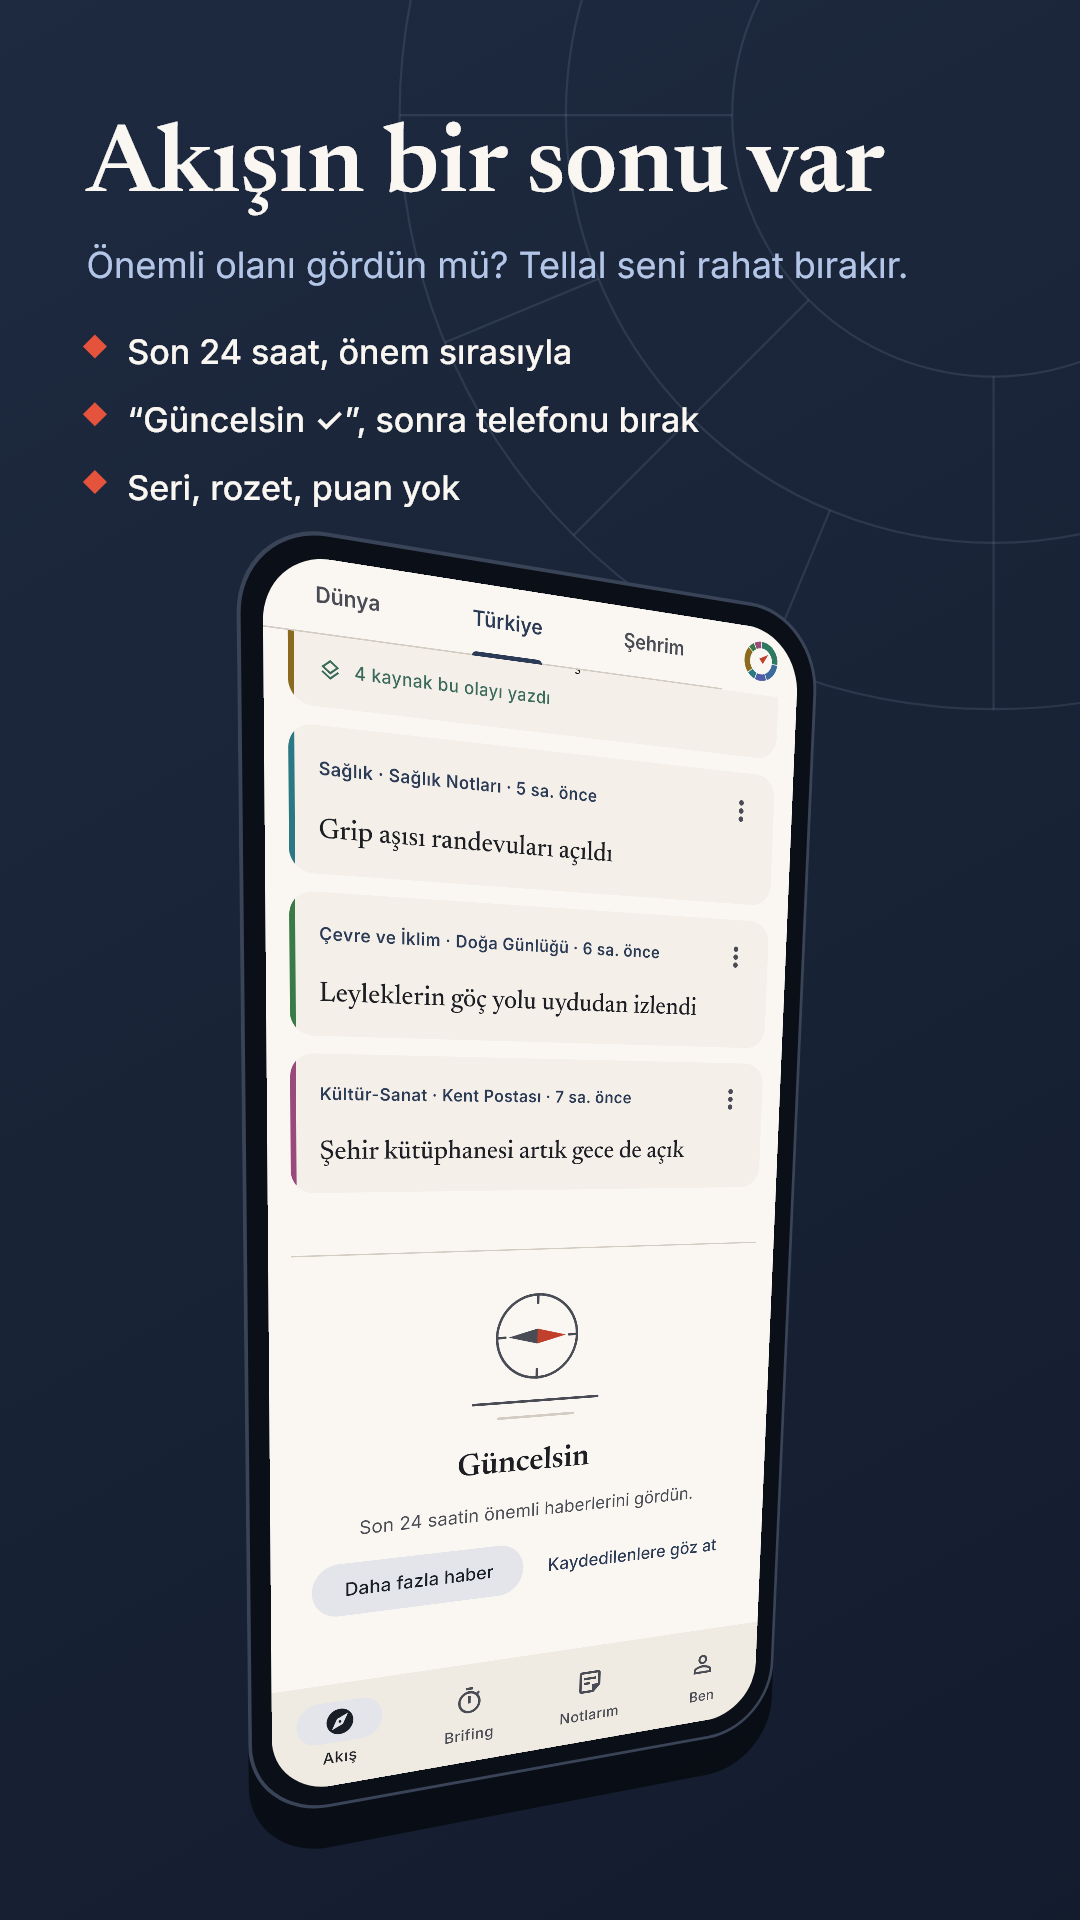 Akışın bir sonu var
Önemli olanı gördün mü? Tellal seni rahat bırakır.
Son 24 saat, önem sırasıyla
“Güncelsin ✓”, sonra telefonu bırak
Seri, rozet, puan yok
Dünya
Türkiye
Şehrim
4 kaynak bu olayı yazdı
Sağlık · Sağlık Notları · 5 sa. önce
Grip aşısı randevuları açıldı
Çevre ve İklim · Doğa Günlüğü · 6 sa. önce
Leyleklerin göç yolu uydudan izlendi
Kültür-Sanat · Kent Postası · 7 sa. önce
Şehir kütüphanesi artık gece de açık
Güncelsin
Son 24 saatin önemli haberlerini gördün.
Daha fazla haber
Kaydedilenlere göz at
Akış
Brifing
Notlarım
Ben